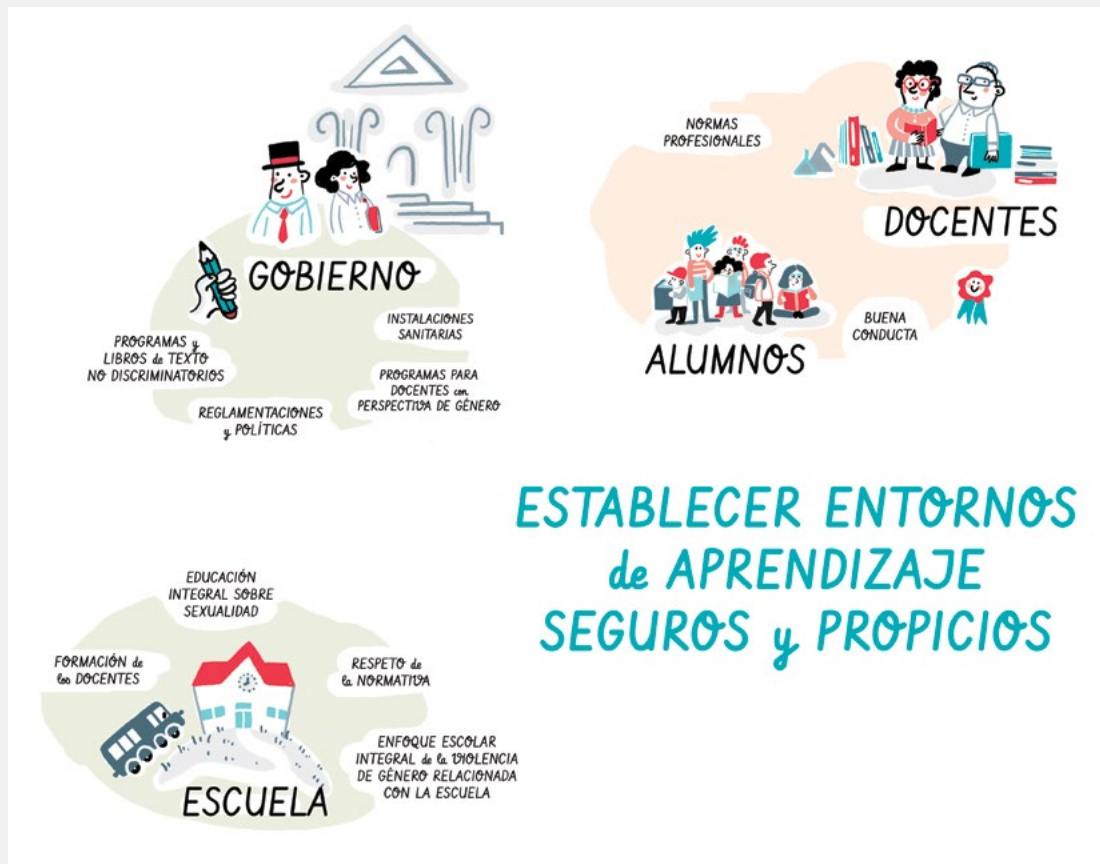 GOBIERNO
PROGRAMAS y
LIBROS de TEXTO
NO DISCRIMINATORIOS
INSTALACIONES
SANITARIAS
PROGRAMAS PARA
DOCENTES con
PERSPECTIVA DE GÉNERO
REGLAMENTACIONES
y POLÍTICAS
NORMAS
PROFESIONALES
DOCENTES
ALUMNOS
BUENA
CONDUCTA
ESTABLECER ENTORNOS
de APRENDIZAJE
SEGUROS y PROPICIOS
EDUCACIÓN
INTEGRAL SOBRE
SEXUALIDAD
FORMACIÓN de
los DOCENTES
RESPETO de
la NORMATIVA
ENFOQUE ESCOLAR
INTEGRAL de la VIOLENCIA
DE GÉNERO RELACIONADA
CON LA ESCUELA
ESCUELA